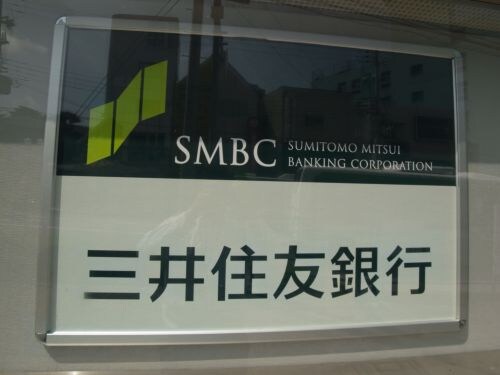 SMBC
SUMITOMO MITSUI
BANKING CORPORATION
三井住友銀行